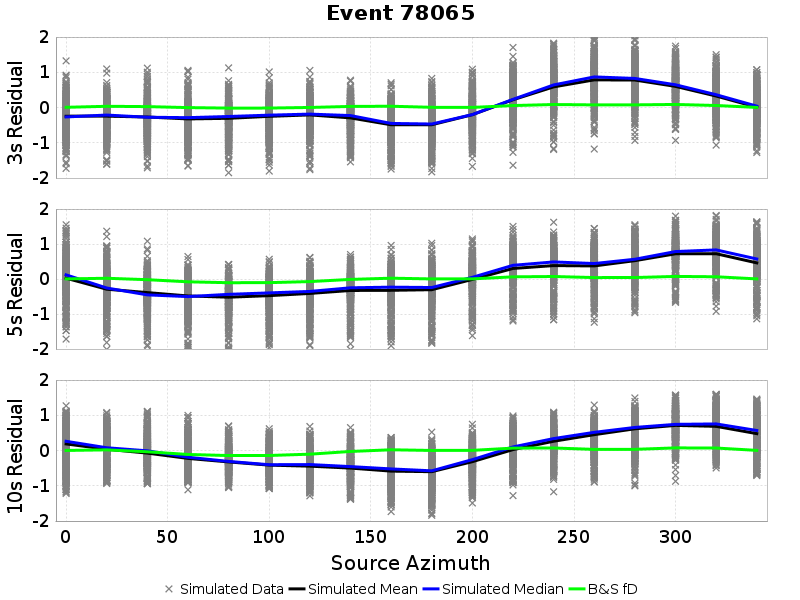 Event 78065
3s Residual
2
1
0
-1
-2
5s Residual
2
1
0
-1
-2
10s Residual
2
1
0
-1
-2
0 50 100 150 200 250 300
Source Azimuth
Simulated Data Simulated Mean Simulated Median B&S fD